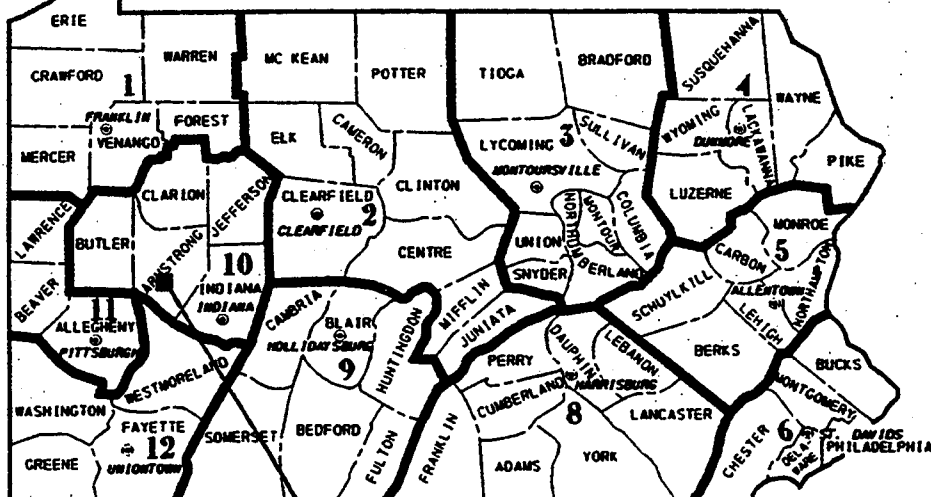 ERIE
WARREN
MC KEAN
POTTER
TIOGA
BRADFORD
SUSQUEHANNA
WAYNE
CRAWFORD
1
4
FRANKLIN
VENANGO
FOREST
ELK
CAMERON
LYCOMING
3
SULLIVAN
WYOMING
LACKAWANNA
DUNMORE
MERCER
PIKE
MONTOURSVILLE
CLARION
JEFFERSON
CLEARFIELD
2
CLINTON
LUZERNE
LAWRENCE
CLEARFIELD
NORTHUMBERLAND
MONTOUR
COLUMBIA
MONROE
BUTLER
ARMSTRONG
CENTRE
UNION
CARBON
5
10
SNYDER
BEAVER
INDIANA
INDIANA
MIFFLIN
SCHUYLKILL
ALLENTOWN
NORTHAMPTON
11
ALLEGHENY
PITTSBURGH
CAMBRIA
BLAIR
HOLLIDAYSBURG
HUNTINGDON
JUNIATA
LEHIGH
PERRY
DAUPHIN
LEBANON
BERKS
BUCKS
9
WESTMORELAND
CUMBERLAND
HARRISBURG
MONTGOMERY
WASHINGTON
8
LANCASTER
FAYETTE
SOMERSET
BEDFORD
12
UNIONTOWN
FULTON
FRANKLIN
YORK
CHESTER
6
ST. DAVIDS
DELA-
WARE
PHILADELPHIA
GREENE
ADAMS